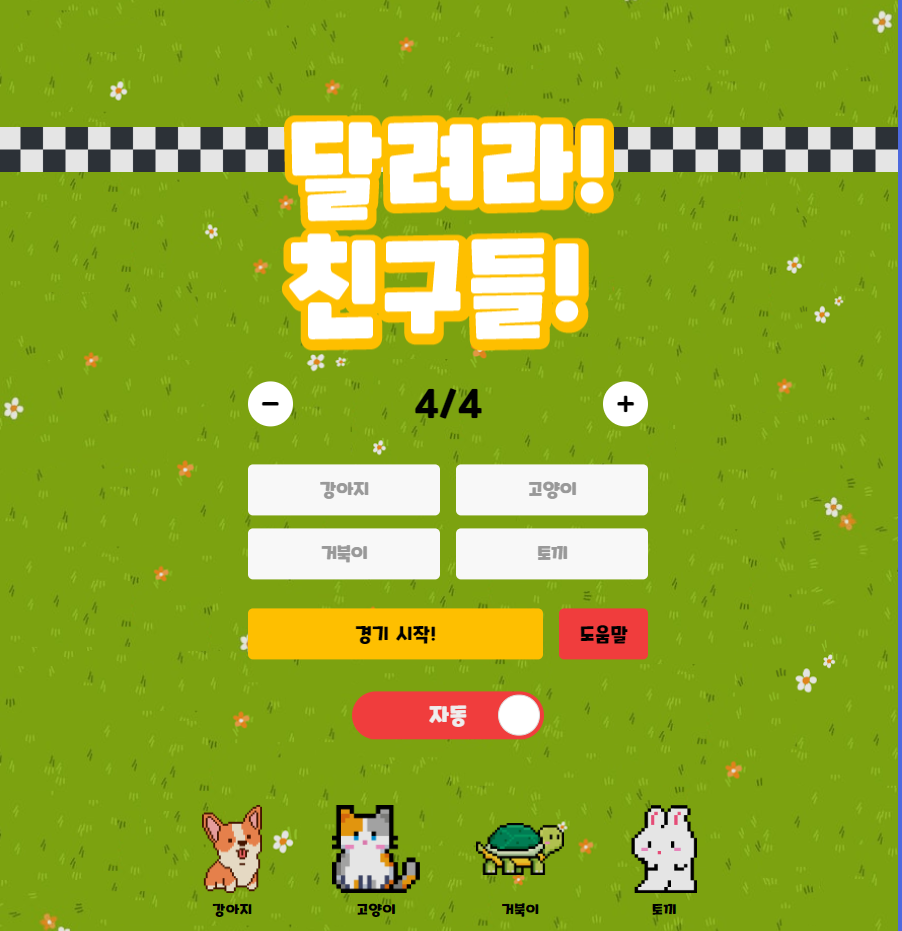 달려라!
친구들!
− 4/4 +
강아지 고양이
거북이 토끼
경기 시작! 도움말
자동
강아지 고양이 거북이 토끼